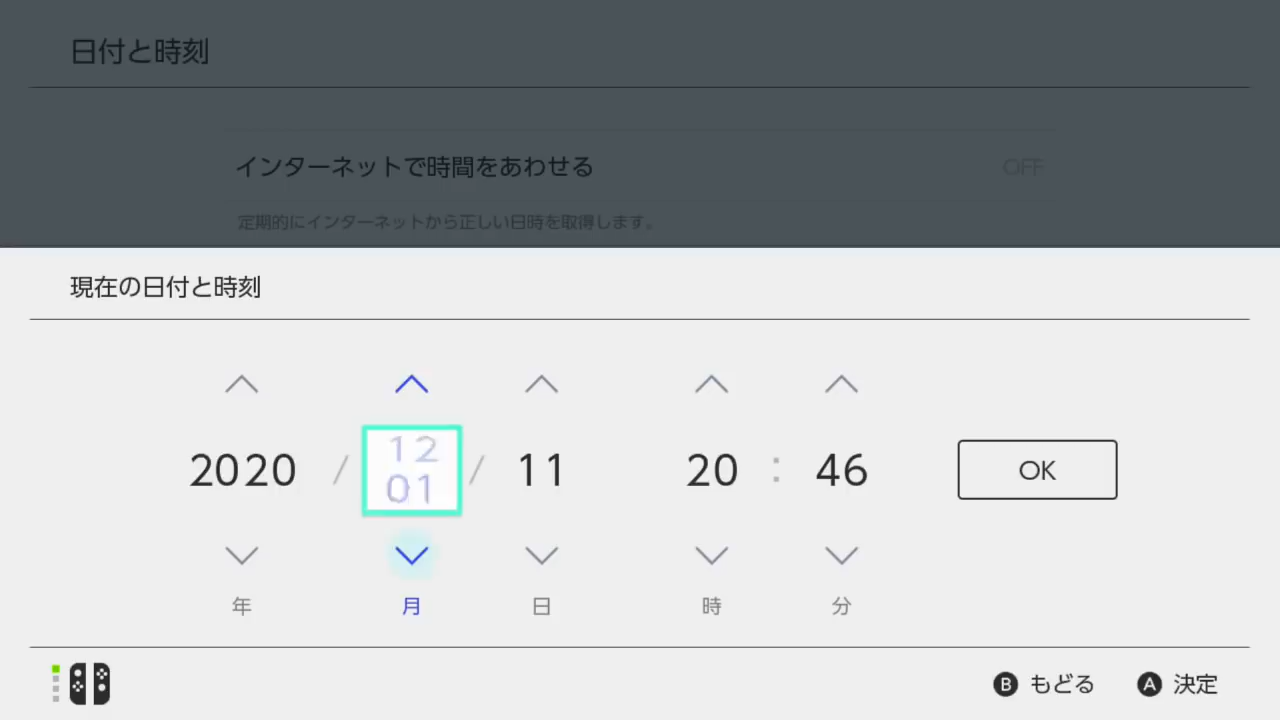 日付と時刻
インターネットで時間をあわせる OFF
定期的にインターネットから正しい日時を取得します。
現在の日付と時刻
12
2020 / 01 / 11 20 : 46 OK
年 月 日 時 分
B もどる A 決定